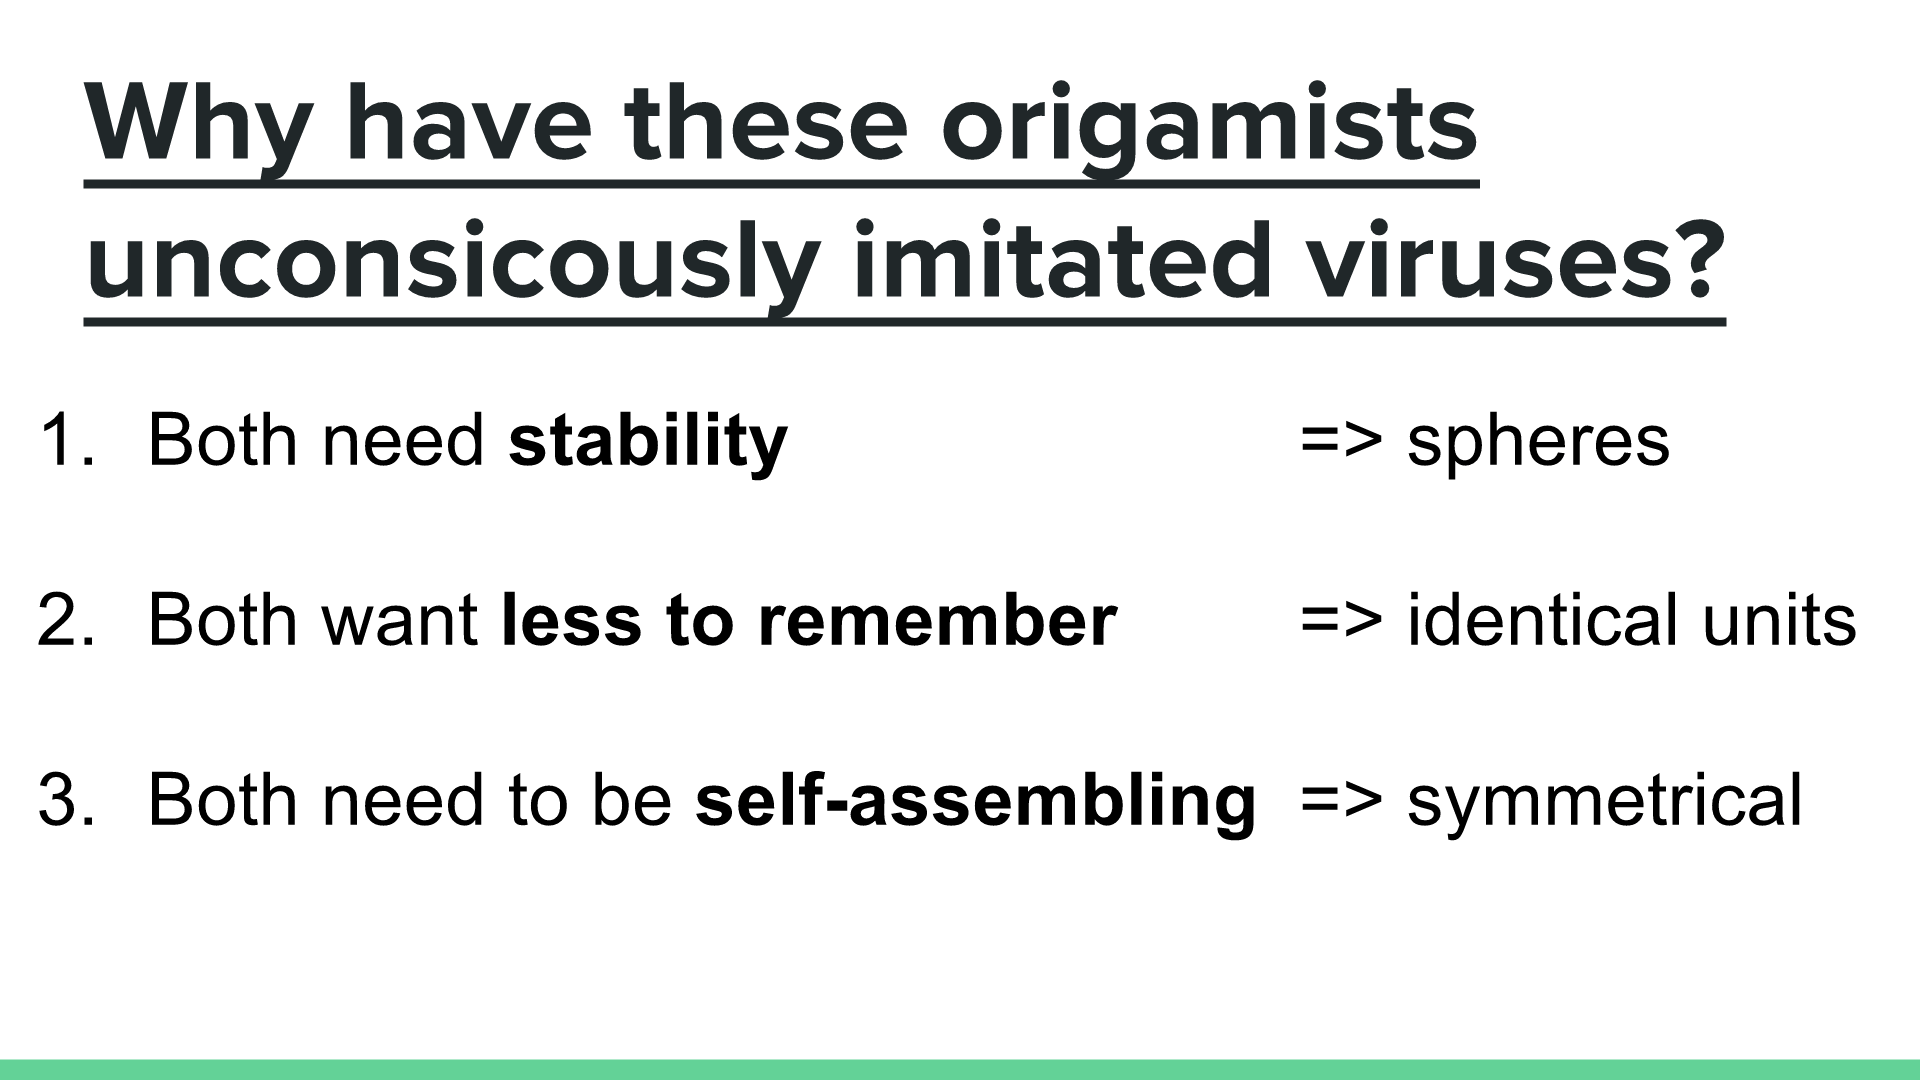 Why have these origamists
unconsicously imitated viruses?
1. Both need stability => spheres
2. Both want less to remember => identical units
3. Both need to be self-assembling => symmetrical